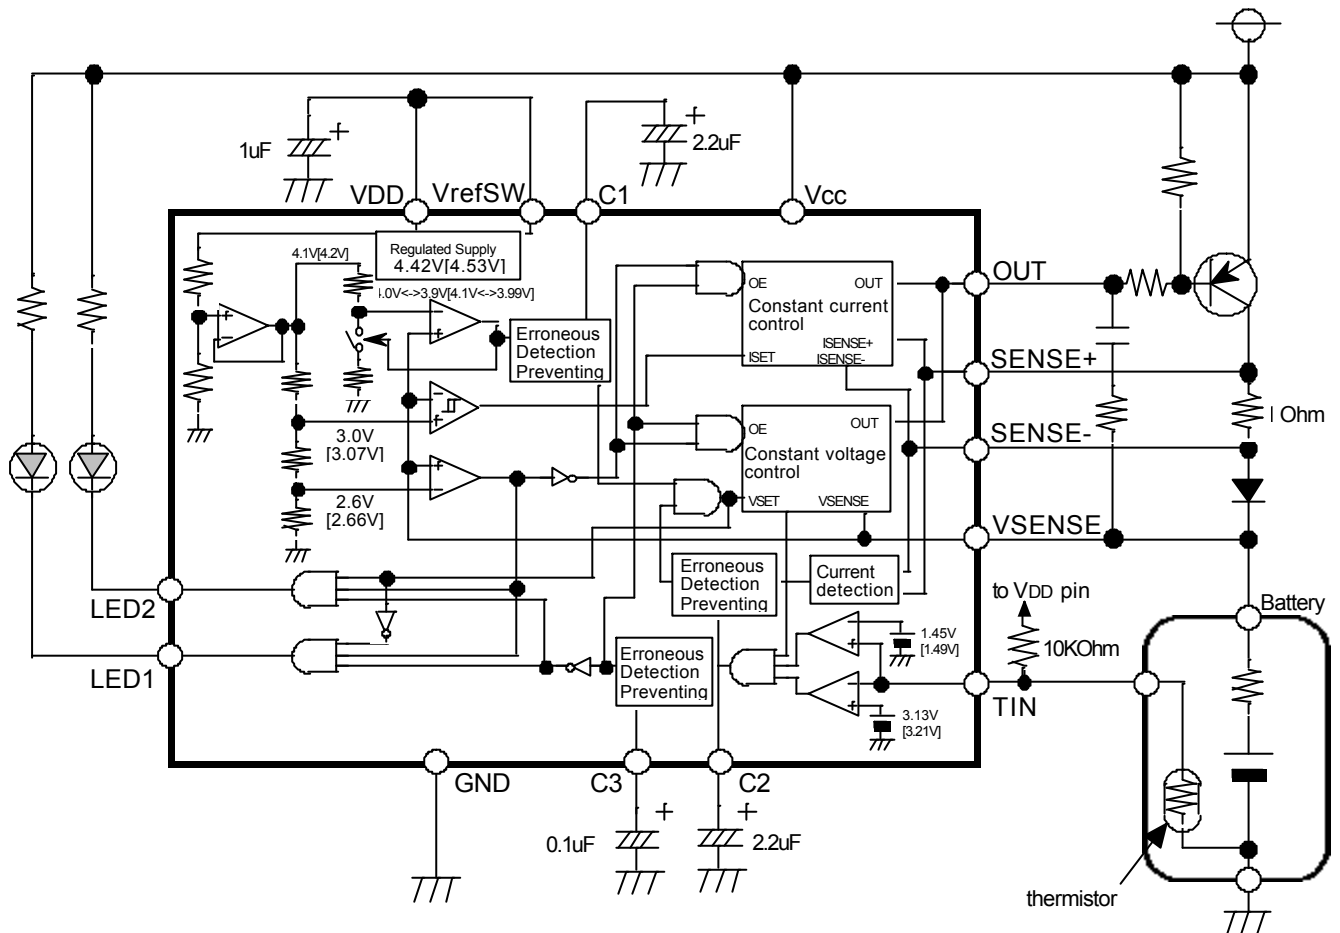 1uF
+
+
2.2uF
VDD
VrefSW
C1
Vcc
4.1V[4.2V]
Regulated Supply
4.42V[4.53V]
.0V<->3.9V[4.1V<->3.99V]
Erroneous
Detection
Preventing
OE
OUT
Constant current
control
ISENSE+
ISENSE-
ISET
OUT
SENSE+
SENSE-
VSENSE
Ohm
3.0V
[3.07V]
2.6V
[2.66V]
OE
OUT
Constant voltage
control
VSET
VSENSE
Erroneous
Detection
Preventing
Current
detection
LED2
LED1
Erroneous
Detection
Preventing
1.45V
[1.49V]
3.13V
[3.21V]
to VDD pin
10KOhm
TIN
Battery
GND
C3
C2
0.1uF
+
+
2.2uF
thermistor